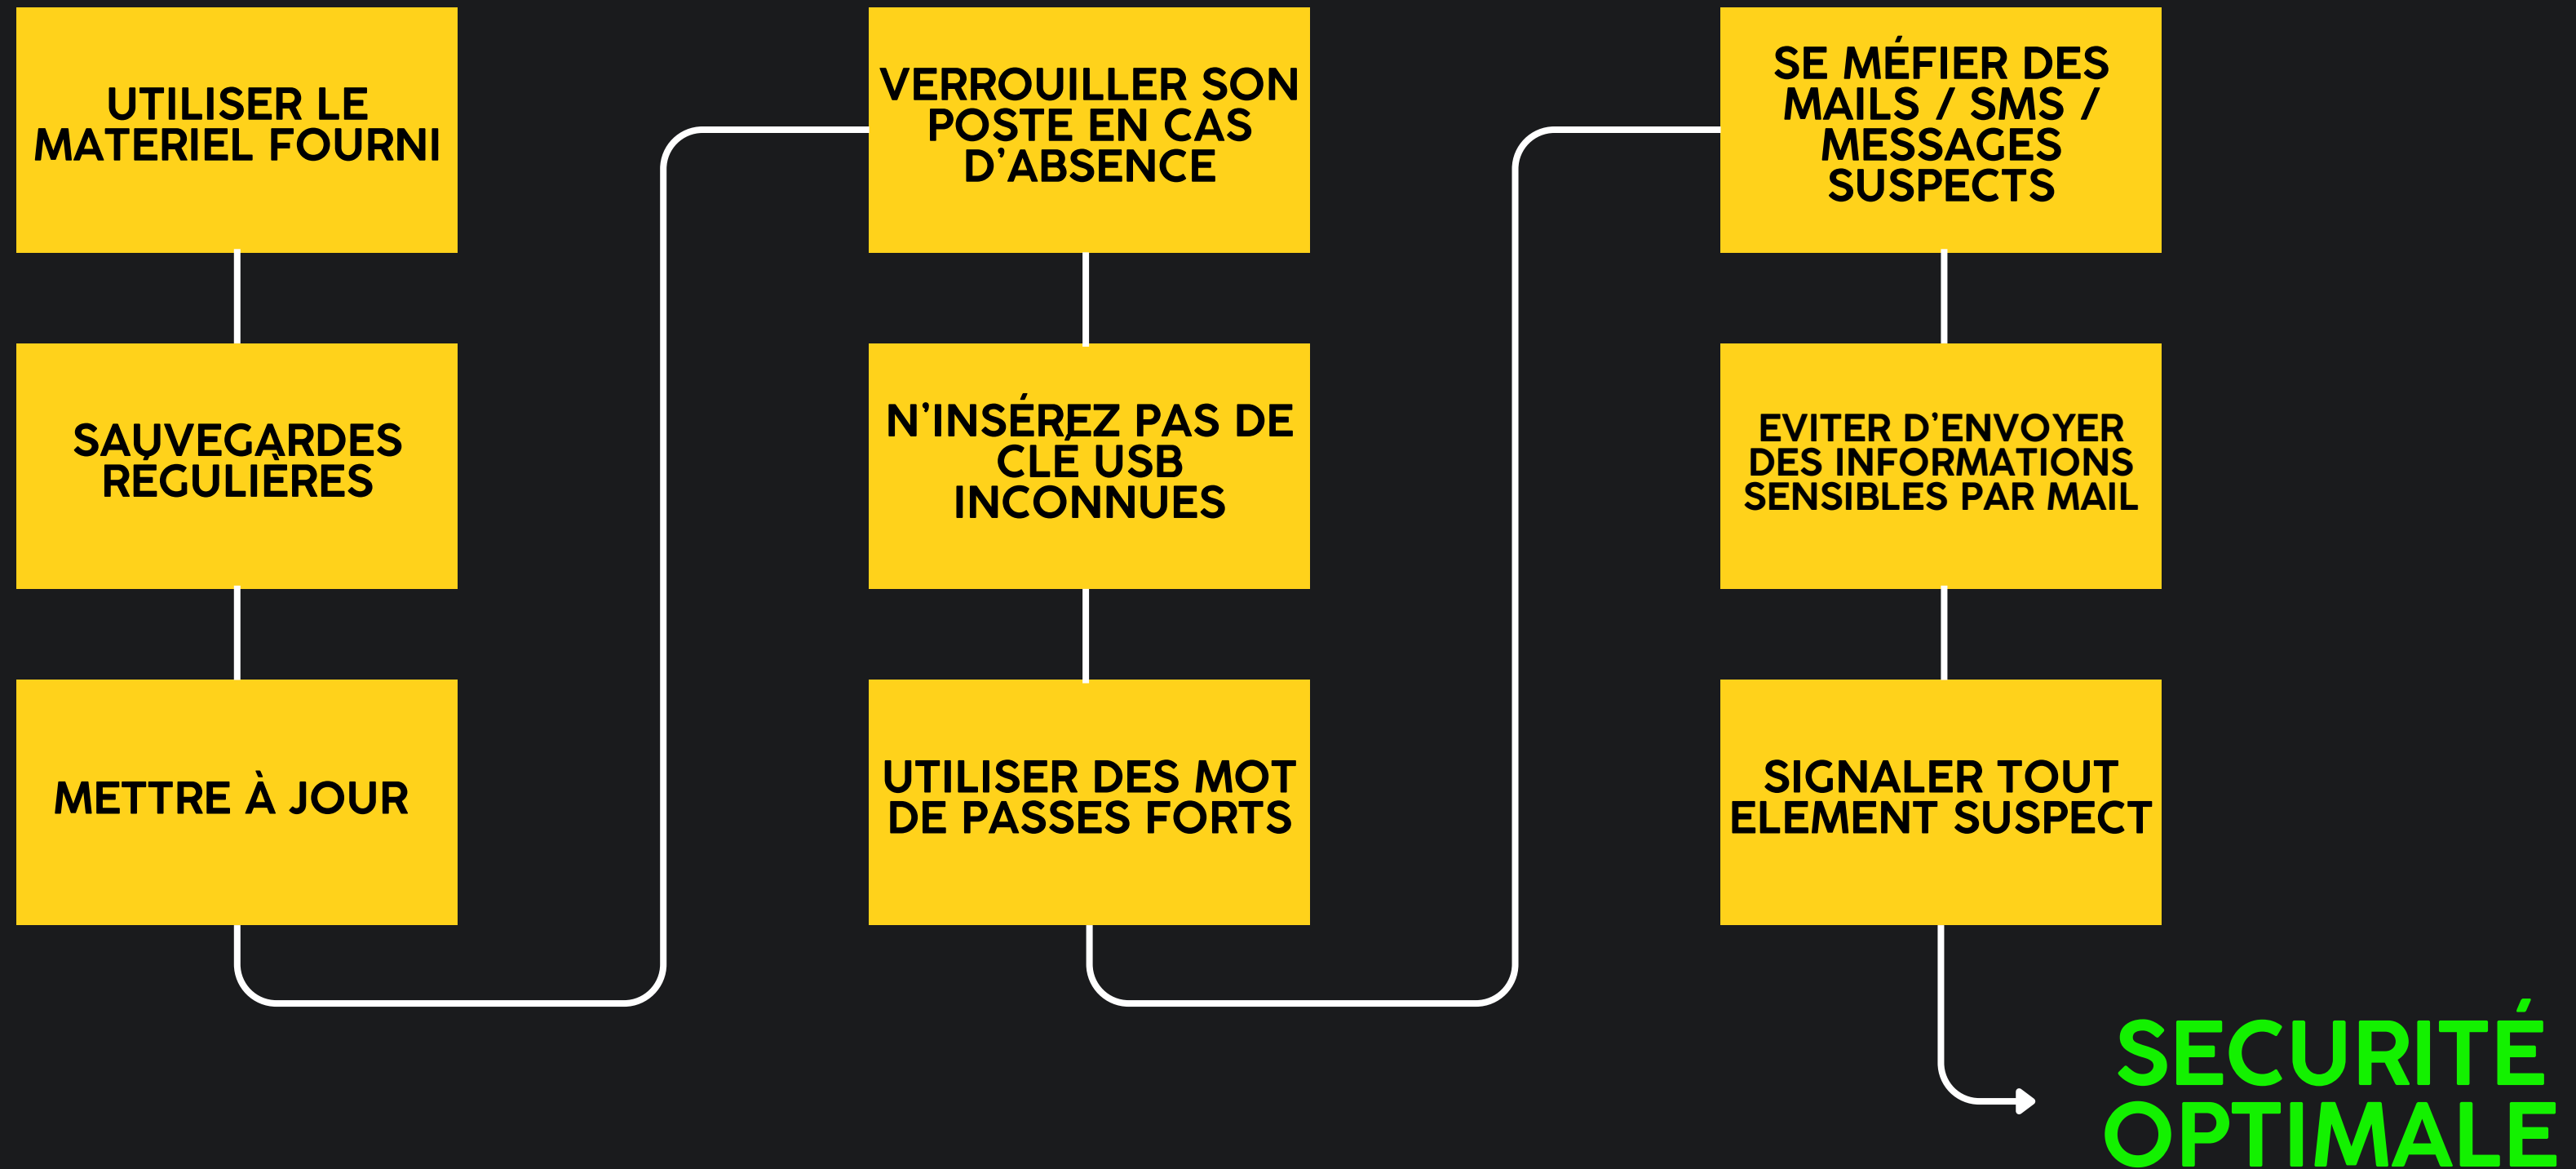 UTILISER LE
MATERIEL FOURNI
SAUVEGARDES
RÉGULIÈRES
METTRE À JOUR
VERROUILLER SON
POSTE EN CAS
D'ABSENCE
N'INSÉREZ PAS DE
CLÉ USB
INCONNUES
UTILISER DES MOT
DE PASSES FORTS
SE MÉFIER DES
MAILS / SMS /
MESSAGES
SUSPECTS
EVITER D'ENVOYER
DES INFORMATIONS
SENSIBLES PAR MAIL
SIGNALER TOUT
ELEMENT SUSPECT
SECURITÉ
OPTIMALE